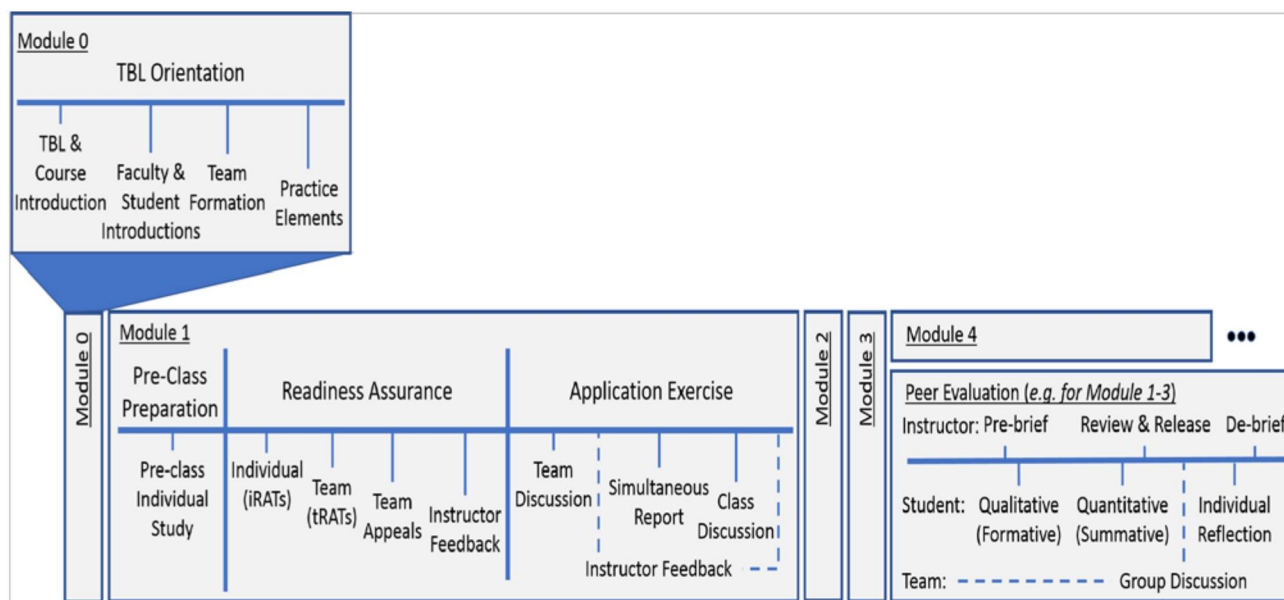 Module 0
TBL Orientation
TBL &
Course
Introduction
Faculty &
Student
Introductions
Team
Formation
Practice
Elements
Module 0
Module 1
Pre-Class
Preparation
Readiness Assurance
Application Exercise
Pre-class
Individual
Study
Individual
(iRATs)
Team
(tRATs)
Team
Appeals
Instructor
Feedback
Team
Discussion
Simultaneous
Report
Class
Discussion
Instructor Feedback
Module 2
Module 3
Module 4
•••
Peer Evaluation (e.g. for Module 1-3)
Instructor: Pre-brief Review & Release De-brief
Student:
Qualitative
(Formative)
Quantitative
(Summative)
Individual
Reflection
Team: Group Discussion